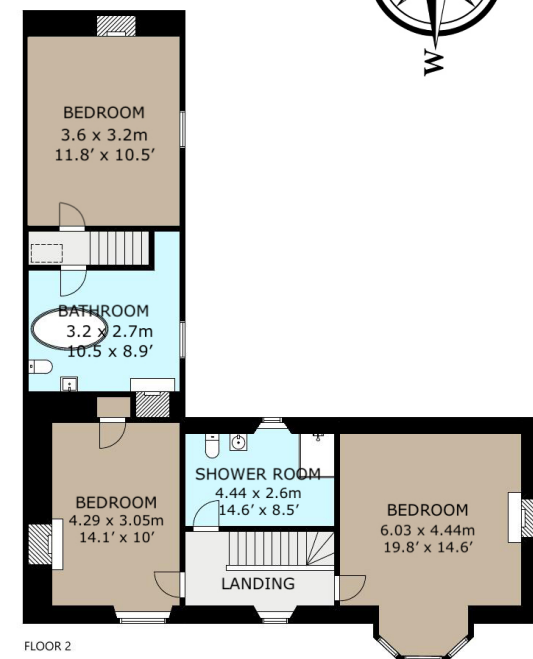 W
BEDROOM
3.6 x 3.2m
11.8’ x 10.5’
BATHROOM
3.2 x 2.7m
10.5 x 8.9’
BEDROOM
4.29 x 3.05m
14.1’ x 10’
SHOWER ROOM
4.44 x 2.6m
14.6’ x 8.5’
LANDING
BEDROOM
6.03 x 4.44m
19.8’ x 14.6’
FLOOR 2